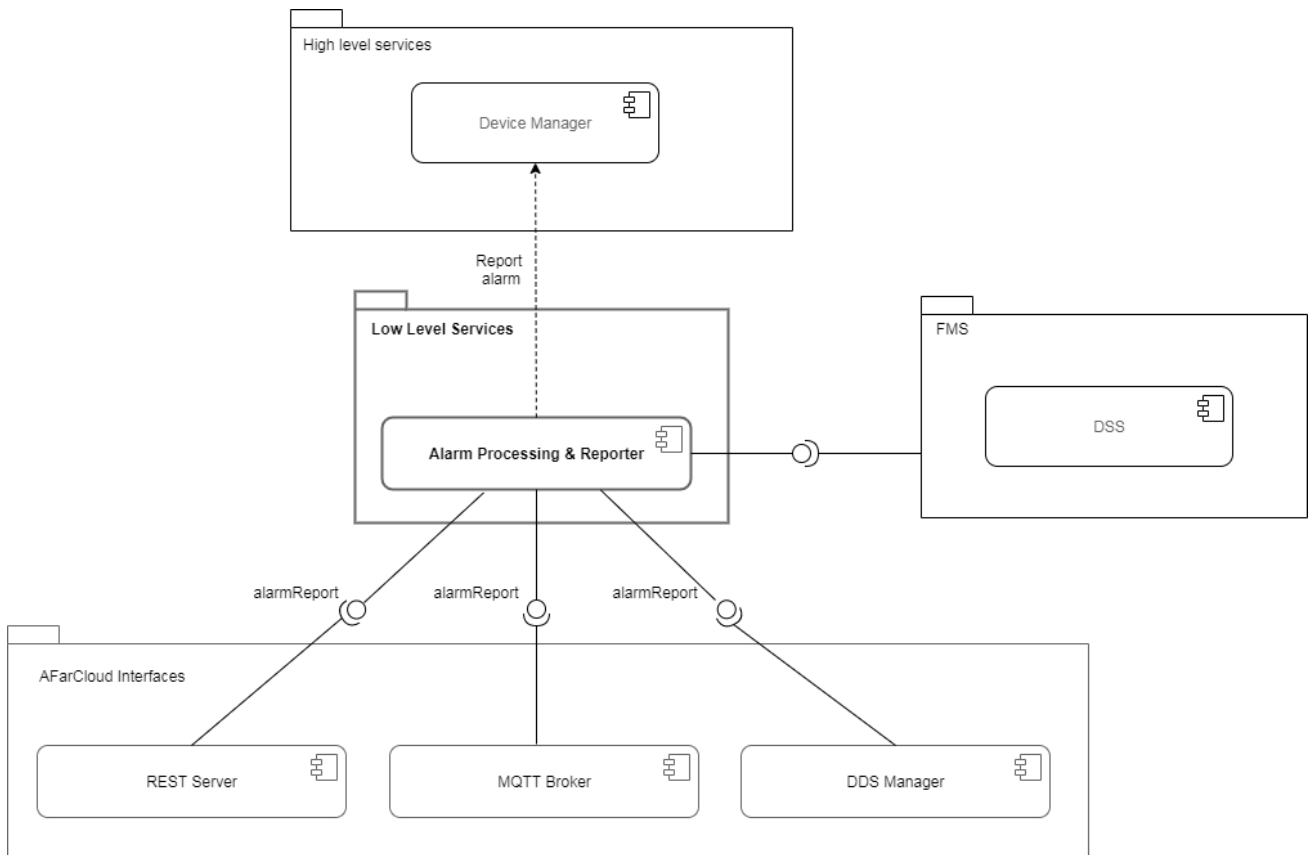 High level services
Device Manager
Report
alarm
Low Level Services
FMS
DSS
Alarm Processing & Reporter
alarmReport
alarmReport
alarmReport
AFarCloud Interfaces
REST Server
MQTT Broker
DDS Manager